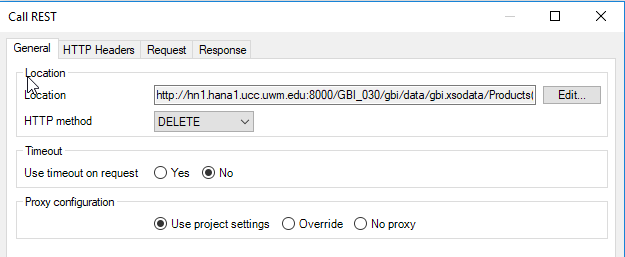 Call REST
General HTTP Headers Request Response
Location
Location http://hn1.hana1.ucc.uwm.edu:8000/GBI_030/gbi/data/gbi.xsodata/Products( Edit...
HTTP method DELETE
Timeout
Use timeout on request Yes No
Proxy configuration
Use project settings Override No proxy